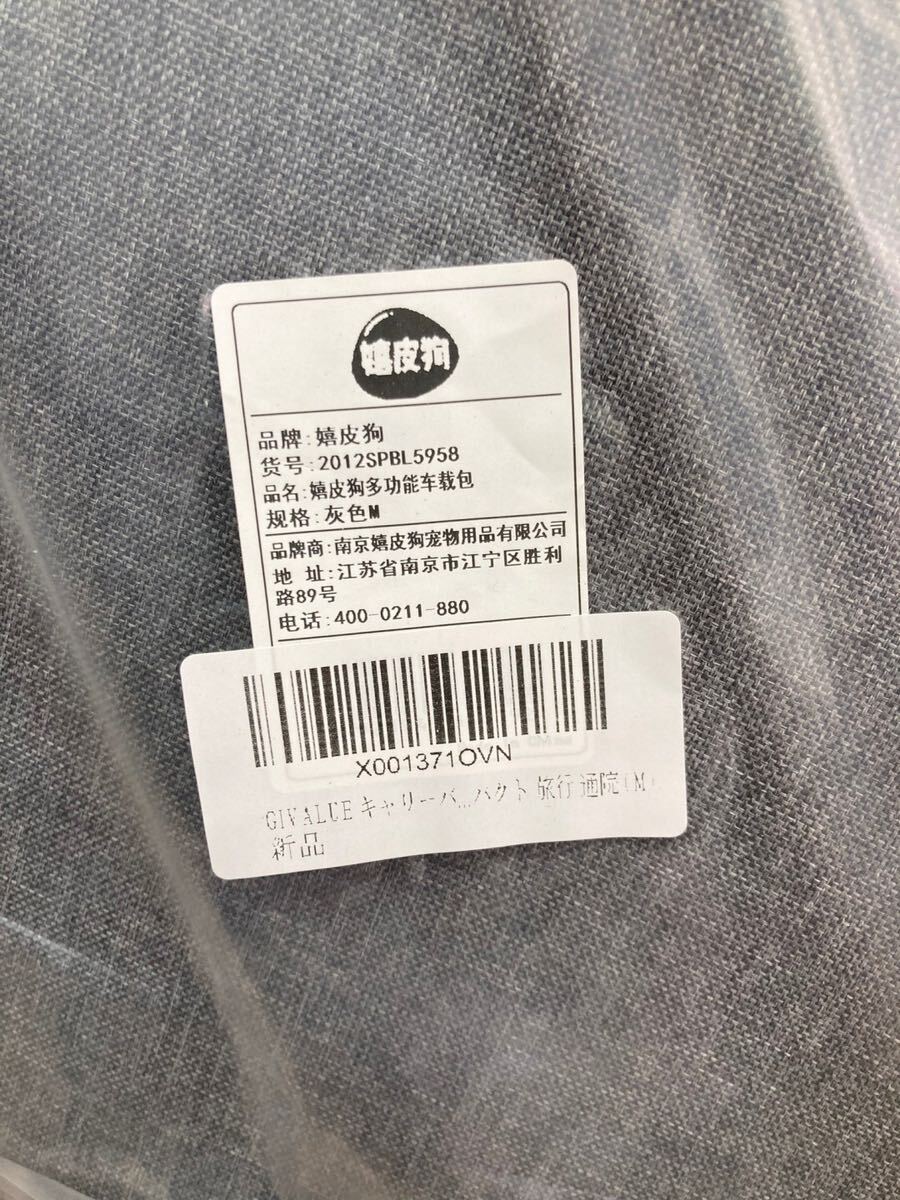 嬉皮狗
品牌:嬉皮狗
货号:2012SPBL5958
品名:嬉皮狗多功能车载包
规格:灰色M
品牌商:南京嬉皮狗宠物用品有限公司
地 址:江苏省南京市江宁区胜利
路89号
电话:400-0211-880
X001371OVN
GIVALUE キャリーバ...パクト 旅行 通院 (M)
新品